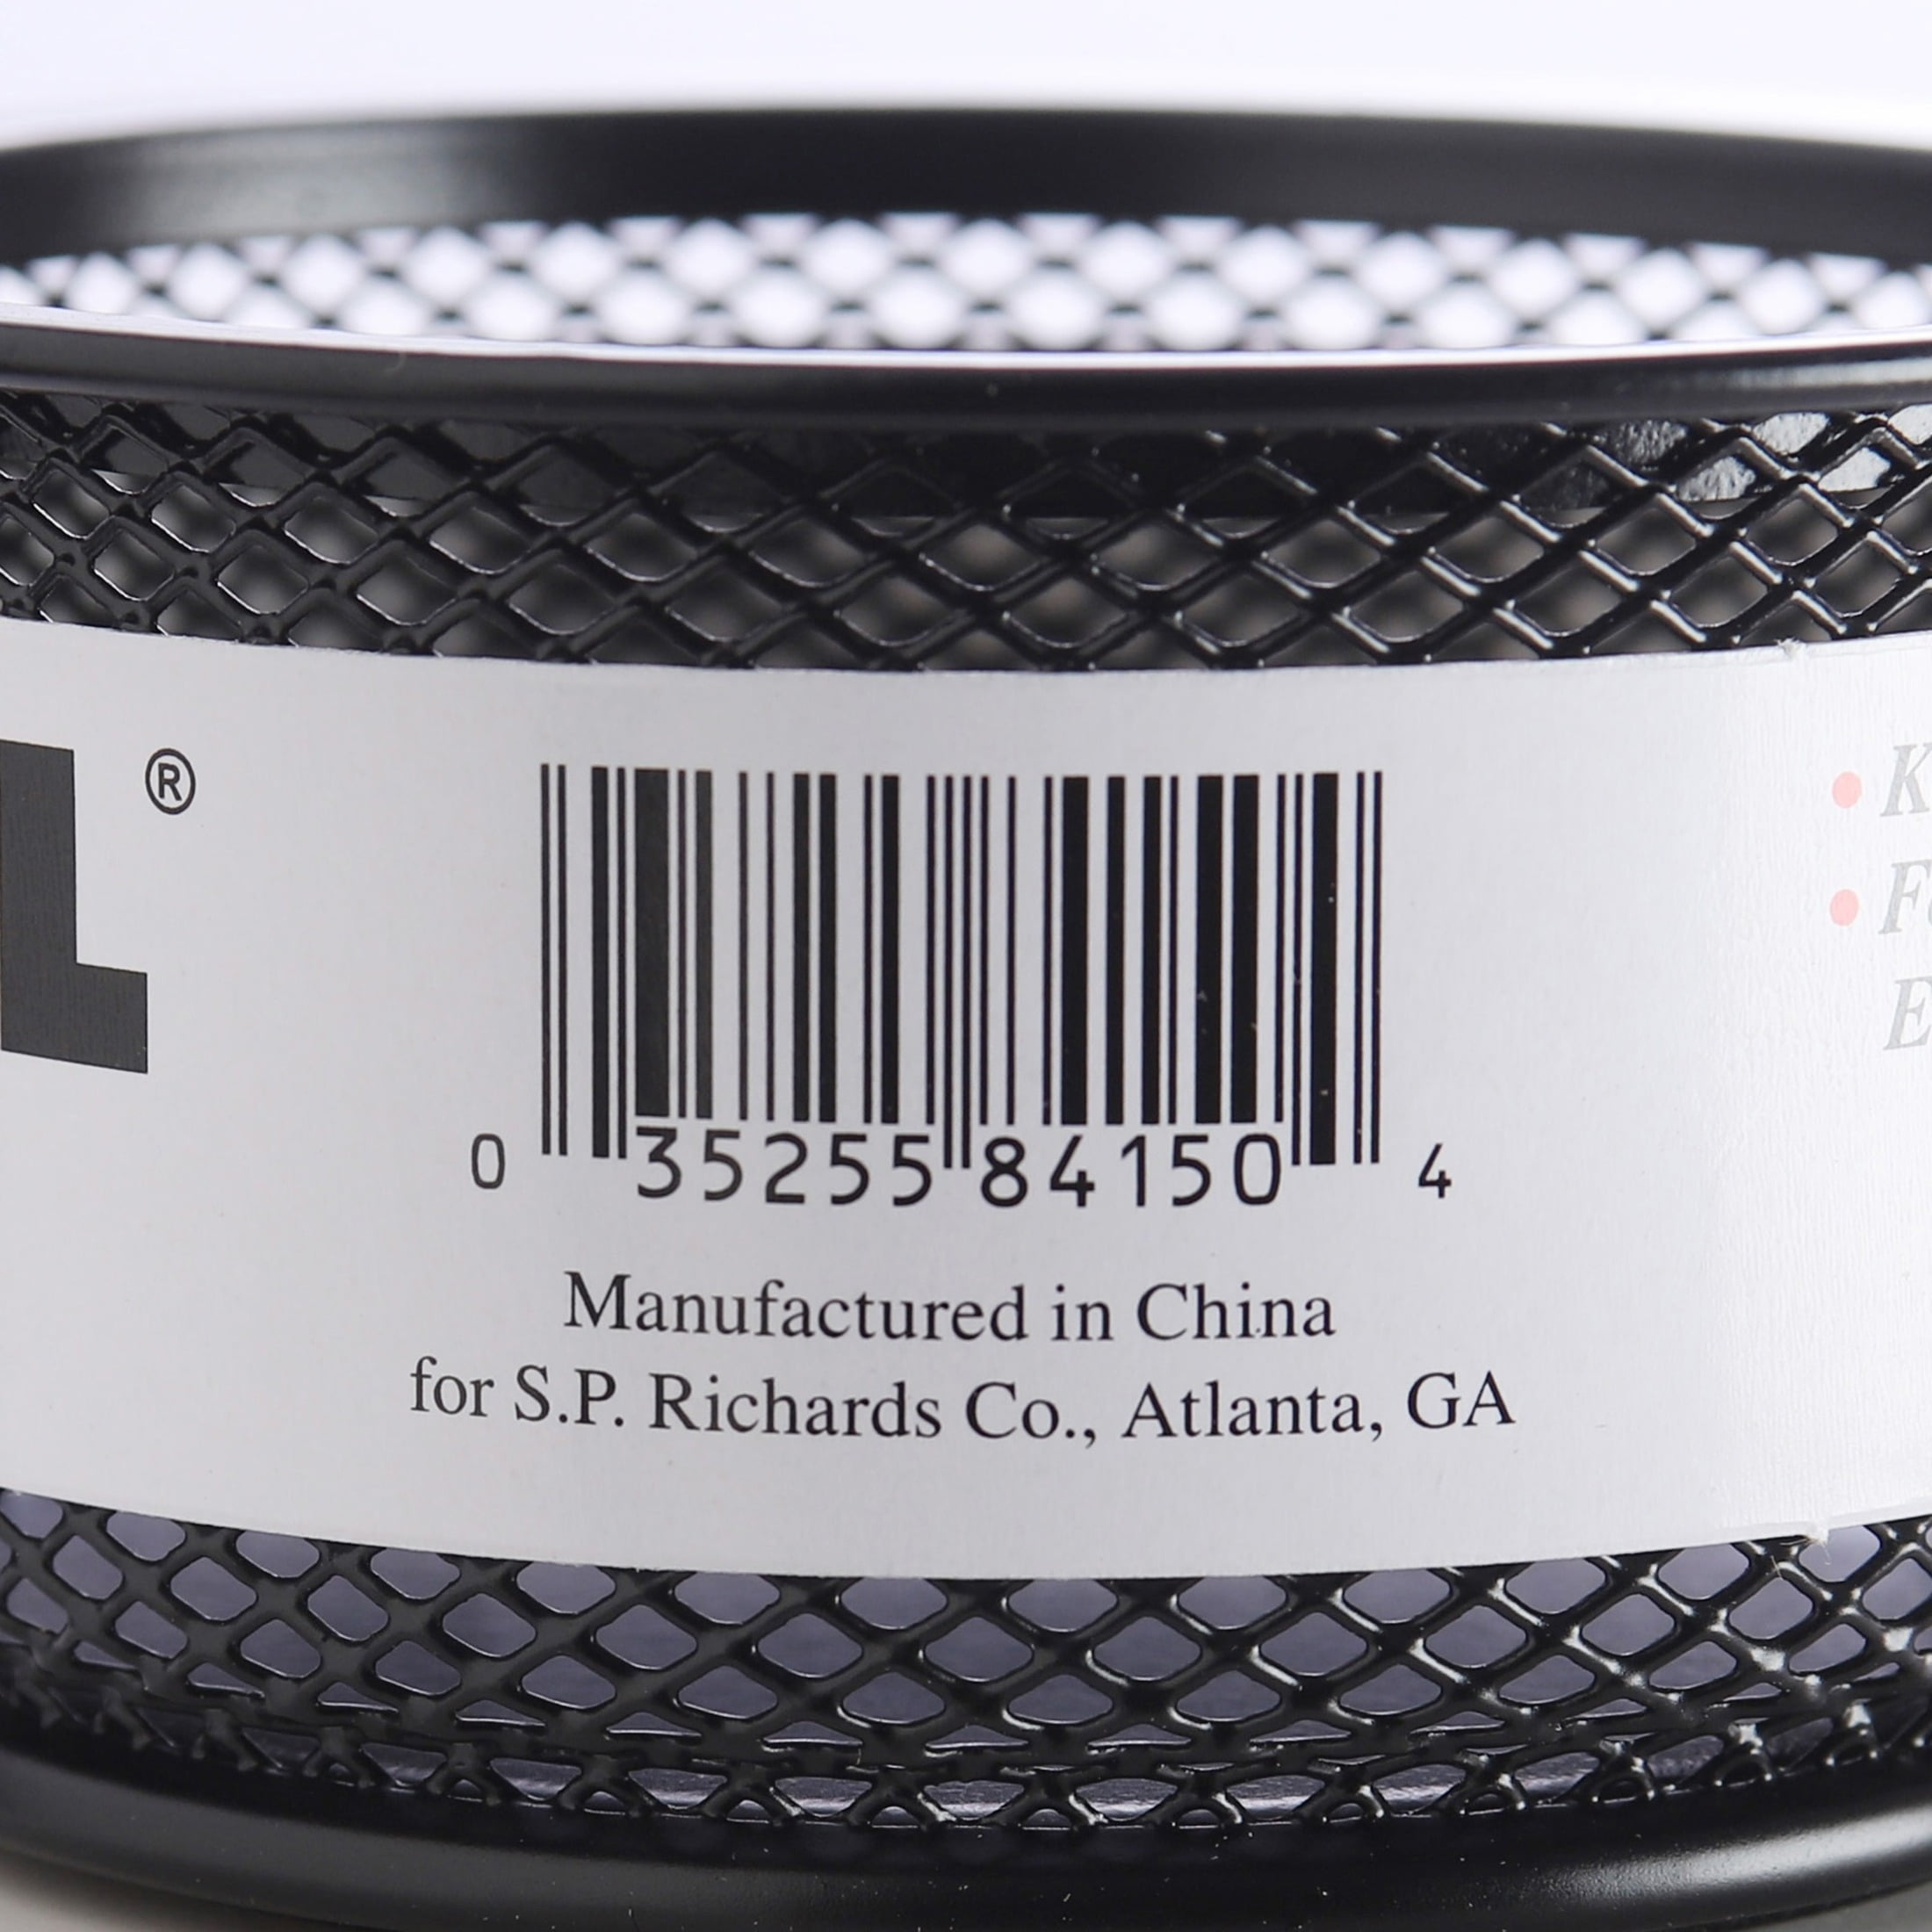 L®
0 35255 84150 4
Manufactured in China
for S.P. Richards Co., Atlanta, GA
• K
• F
E